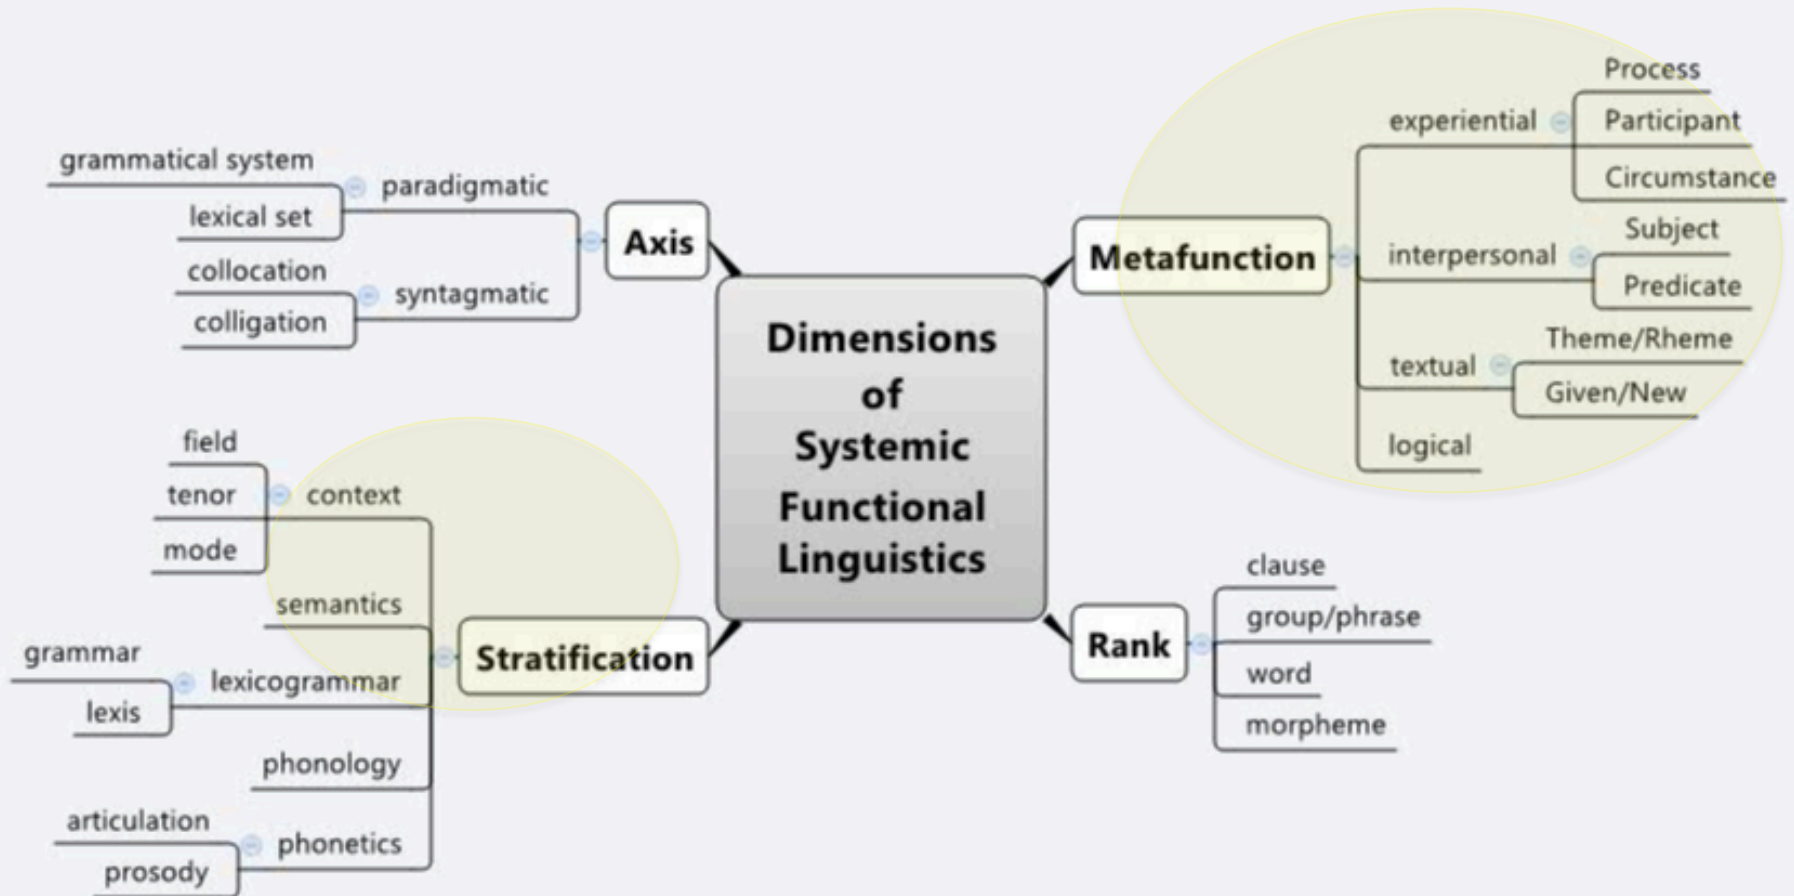 Dimensions
of
Systemic
Functional
Linguistics
Axis
paradigmatic
grammatical system
lexical set
syntagmatic
collocation
colligation
Metafunction
experiential
Process
Participant
Circumstance
interpersonal
Subject
Predicate
textual
Theme/Rheme
Given/New
logical
Stratification
context
field
tenor
mode
semantics
lexicogrammar
grammar
lexis
phonology
phonetics
articulation
prosody
Rank
clause
group/phrase
word
morpheme